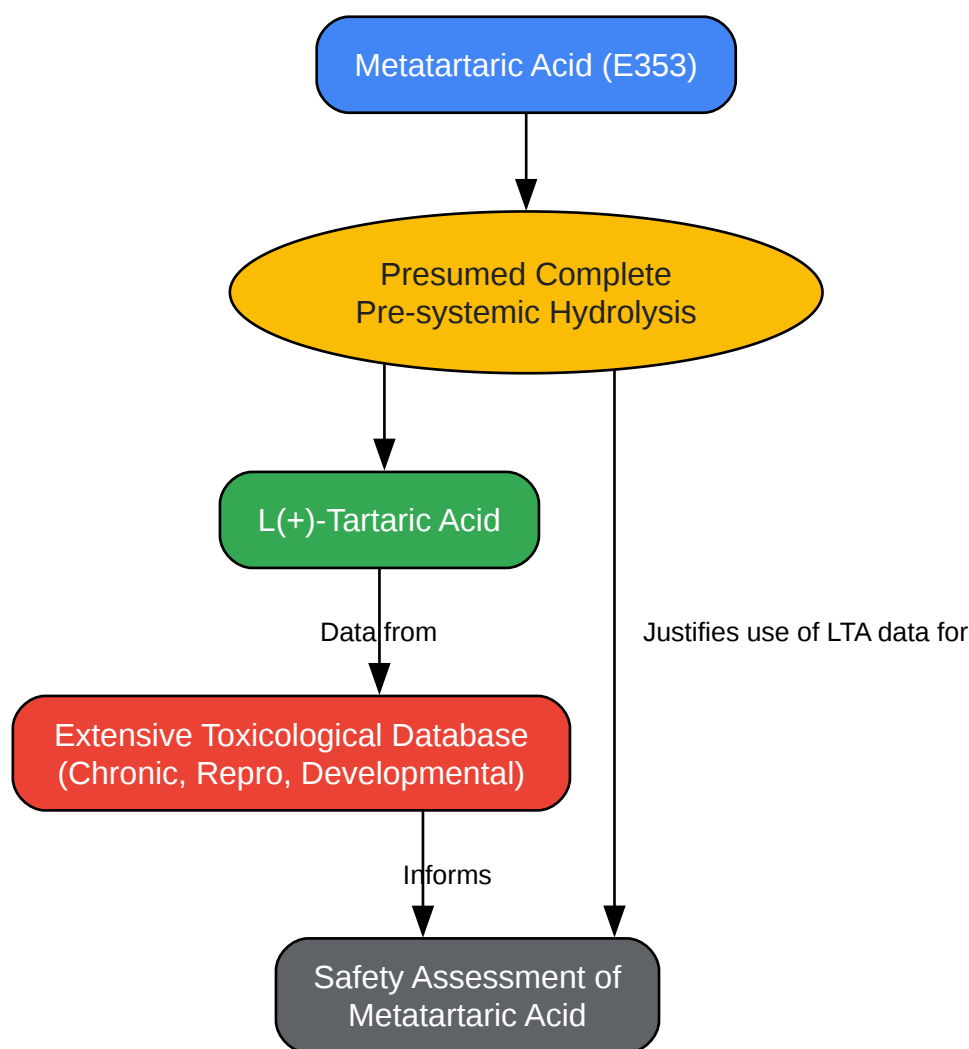 Metatartaric Acid (E353)
Presumed Complete
Pre-systemic Hydrolysis
L(+)-Tartaric Acid
Data from
Justifies use of LTA data for
Extensive Toxicological Database
(Chronic, Repro, Developmental)
Informs
Safety Assessment of
Metatartaric Acid